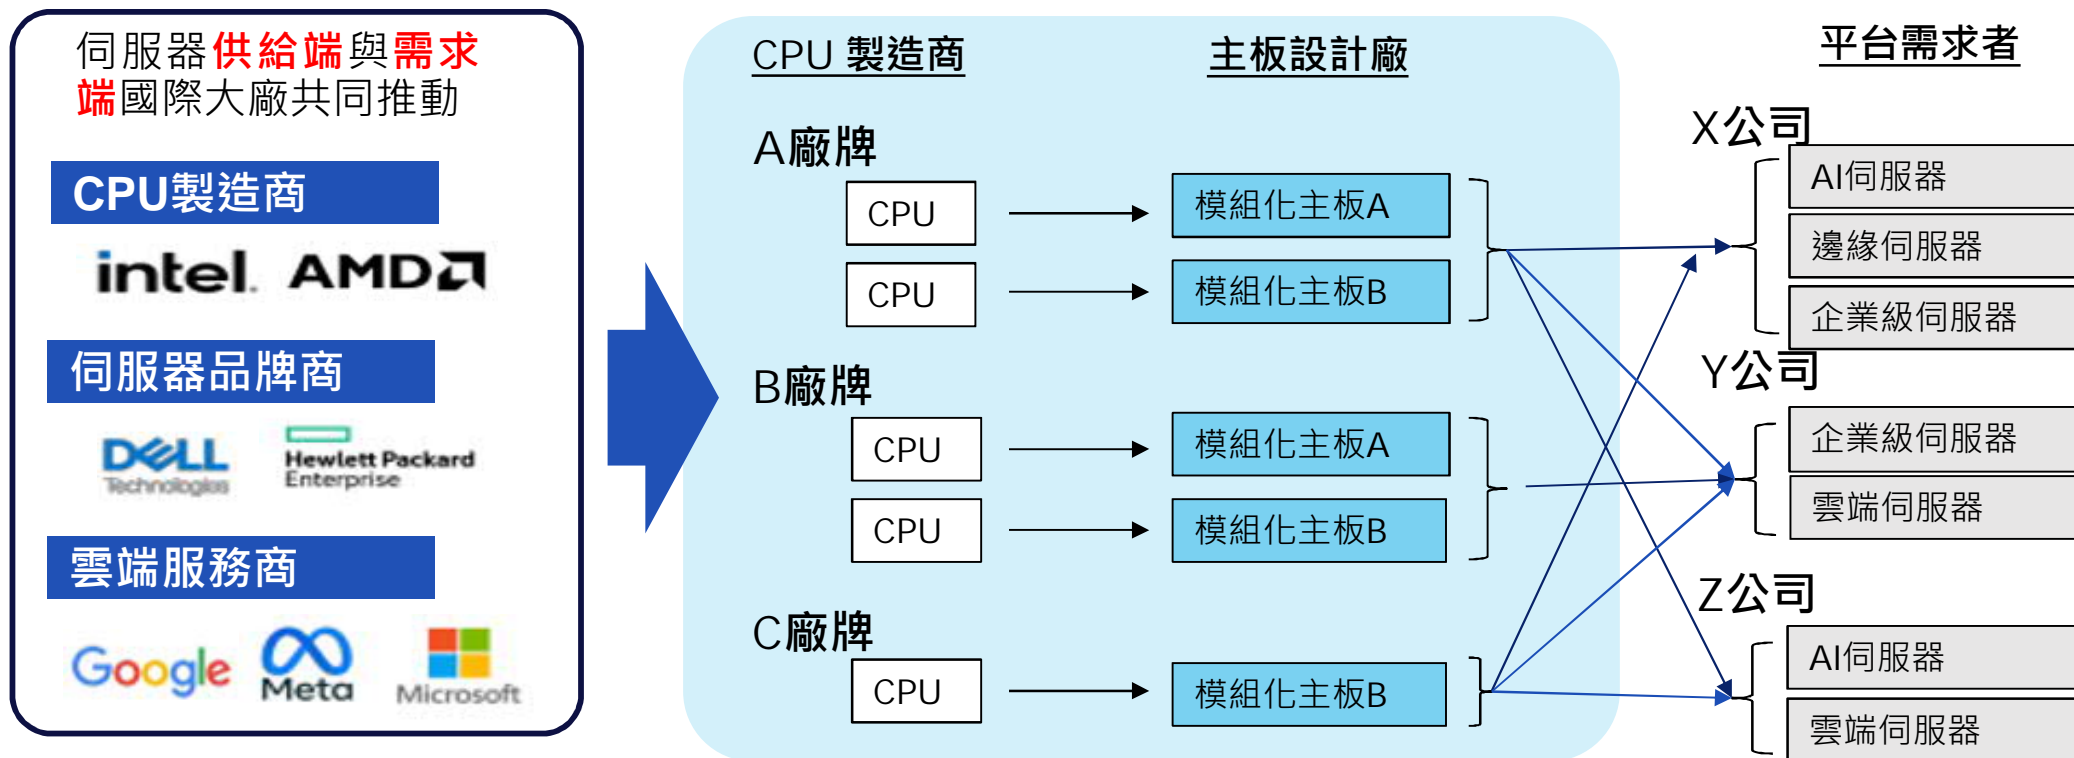 伺服器供給端與需求
端國際大廠共同推動
CPU製造商
intel. AMD
伺服器品牌商
DELL
Technologies
Hewlett Packard
Enterprise
雲端服務商
Google
Meta
Microsoft
CPU 製造商
主板設計廠
平台需求者
A廠牌
CPU
模組化主板A
CPU
模組化主板B
B廠牌
CPU
模組化主板A
CPU
模組化主板B
C廠牌
CPU
模組化主板B
X公司
AI伺服器
邊緣伺服器
企業級伺服器
Y公司
企業級伺服器
雲端伺服器
Z公司
AI伺服器
雲端伺服器